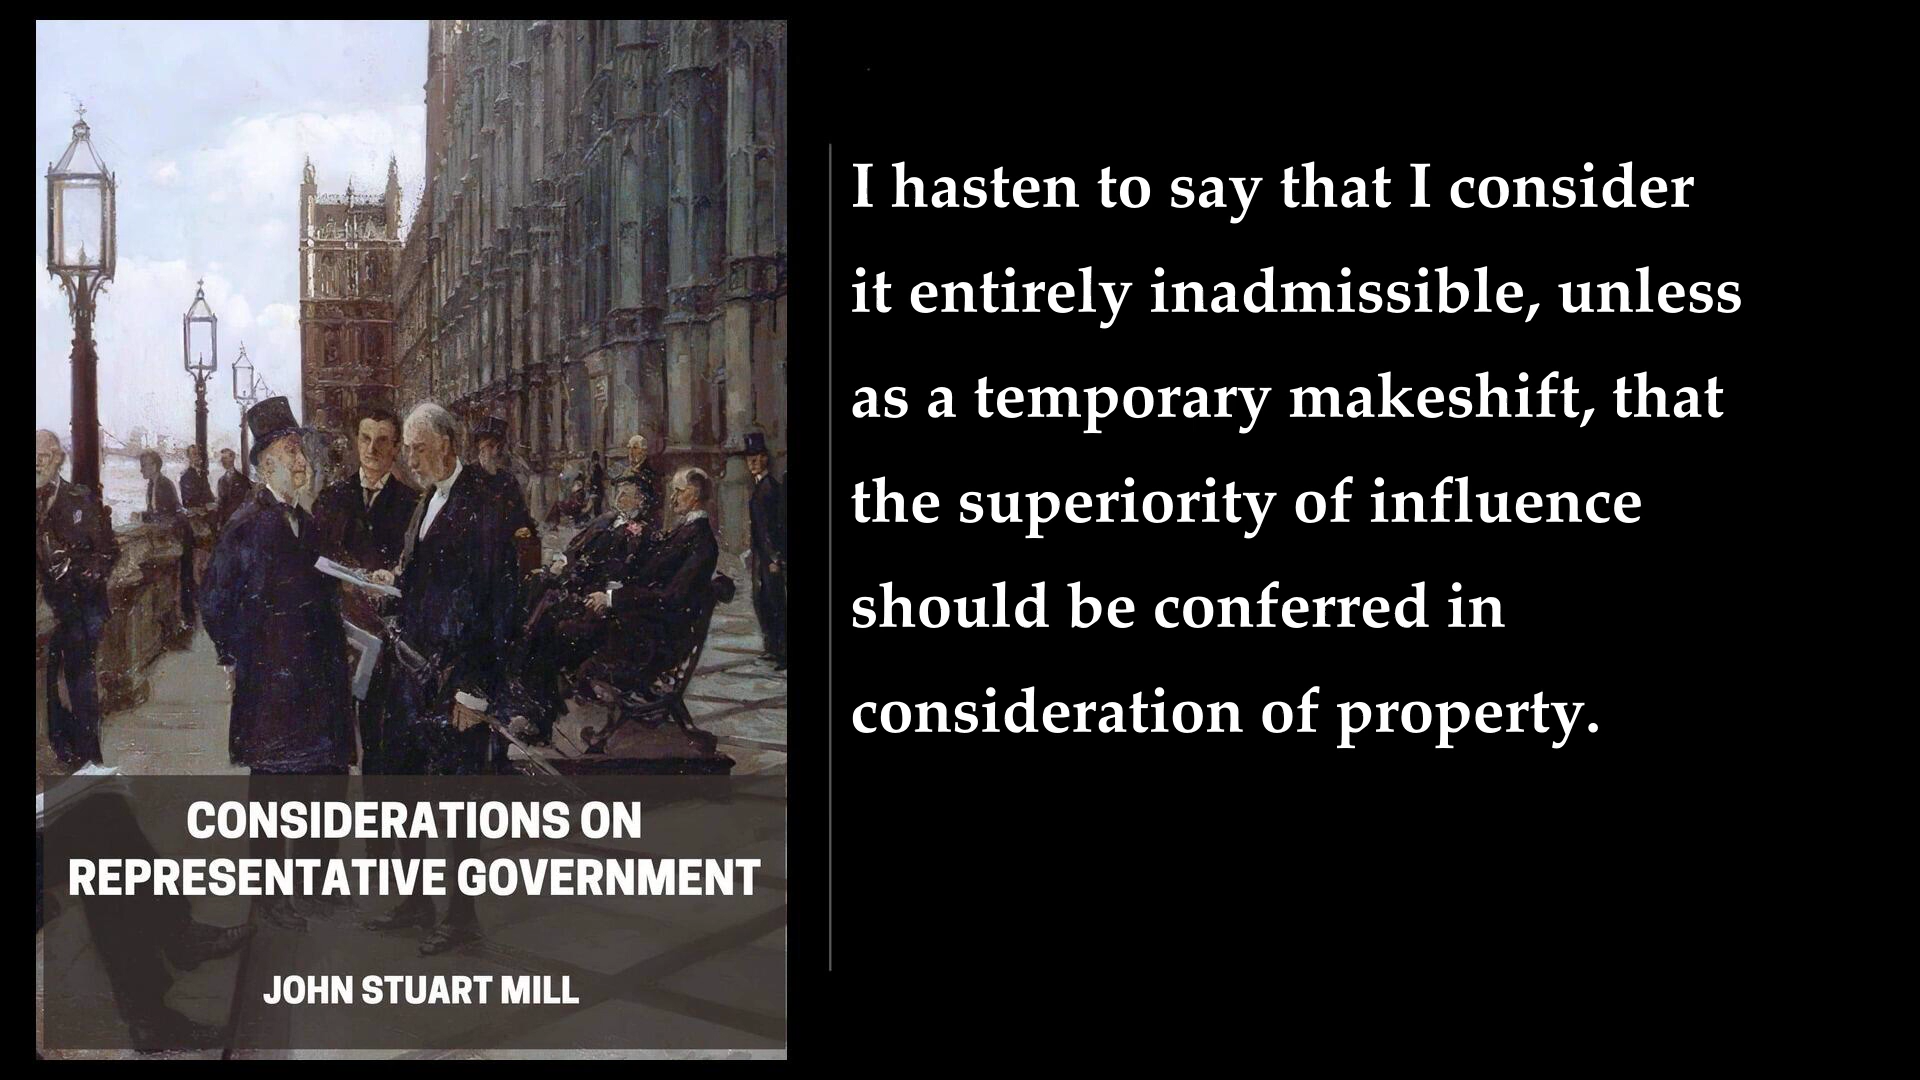 I hasten to say that I consider
it entirely inadmissible, unless
as a temporary makeshift, that
the superiority of influence
should be conferred in
consideration of property.
CONSIDERATIONS ON
REPRESENTATIVE GOVERNMENT
JOHN STUART MILL